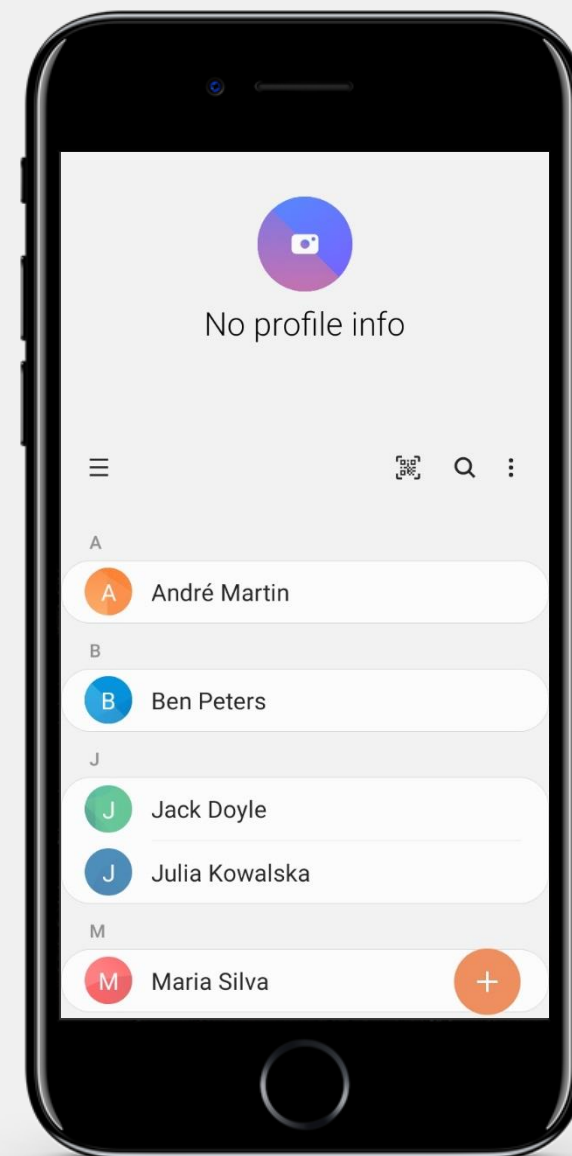 No profile info
A
A André Martin
B
B Ben Peters
J
J Jack Doyle
J Julia Kowalska
M
M Maria Silva